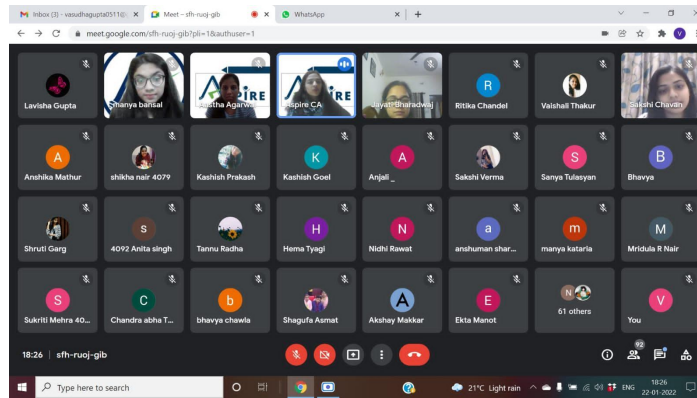 Inbox (3) - vasudhagupta0511@
Meet – sfh-ruoj-gib
WhatsApp
meet.google.com/sfh-ruoj-gib?pli=1&authuser=1
V
Lavisha Gupta
manya bansal
Aastha Agarwal
Aspire CA
Jayati Bharadwaj
R
Ritika Chandel
Vaishali Thakur
Sakshi Chavan
A
Anshika Mathur
shikha nair 4079
Kashish Prakash
K
Kashish Goel
A
Anjali _
Sakshi Verma
S
Sanya Tulasyan
B
Bhavya
Shruti Garg
s
4092 Anita singh
Tannu Radha
H
Hema Tyagi
N
Nidhi Rawat
a
anshuman shar...
m
manya kataria
M
Mridula R Nair
S
Sukriti Mehra 40...
C
Chandra abha T...
b
bhavya chawla
Shagufa Asmat
A
Akshay Makkar
E
Ekta Manot
N
61 others
V
You
18:26 | sfh-ruoj-gib
92
Type here to search
21°C Light rain
ENG
18:26
22-01-2022